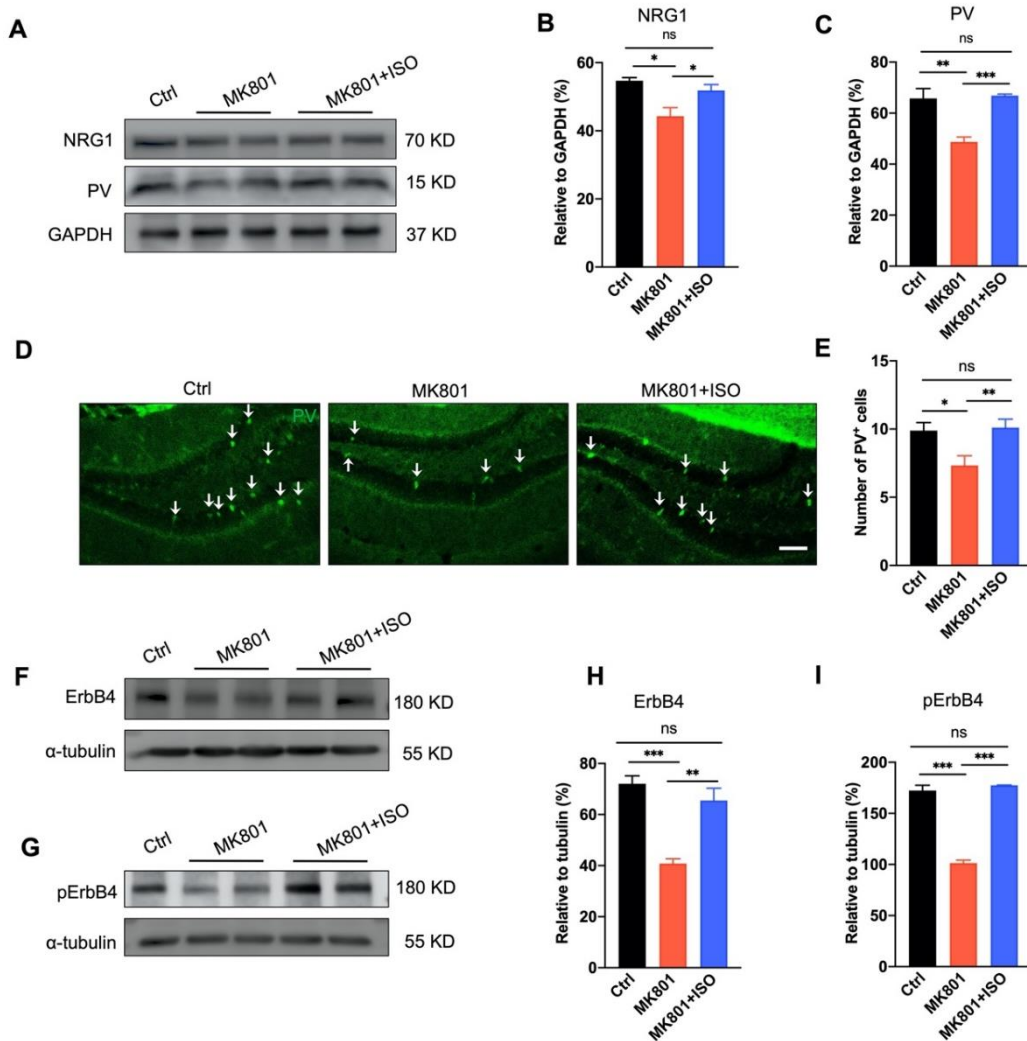 A
Ctrl
MK801
MK801+ISO
NRG1
70 KD
PV
15 KD
GAPDH
37 KD
B
NRG1
ns
*
*
Relative to GAPDH (%)
60
40
20
0
Ctrl
MK801
MK801+ISO
C
PV
ns
**
***
Relative to GAPDH (%)
80
60
40
20
0
Ctrl
MK801
MK801+ISO
D
Ctrl
MK801
MK801+ISO
PV
E
ns
*
**
Number of PV⁺ cells
15
10
5
0
Ctrl
MK801
MK801+ISO
F
Ctrl
MK801
MK801+ISO
ErbB4
180 KD
α-tubulin
55 KD
G
Ctrl
MK801
MK801+ISO
pErbB4
180 KD
α-tubulin
55 KD
H
ErbB4
ns
***
**
Relative to tubulin (%)
80
60
40
20
0
Ctrl
MK801
MK801+ISO
I
pErbB4
ns
***
***
Relative to tubulin (%)
200
150
100
50
0
Ctrl
MK801
MK801+ISO